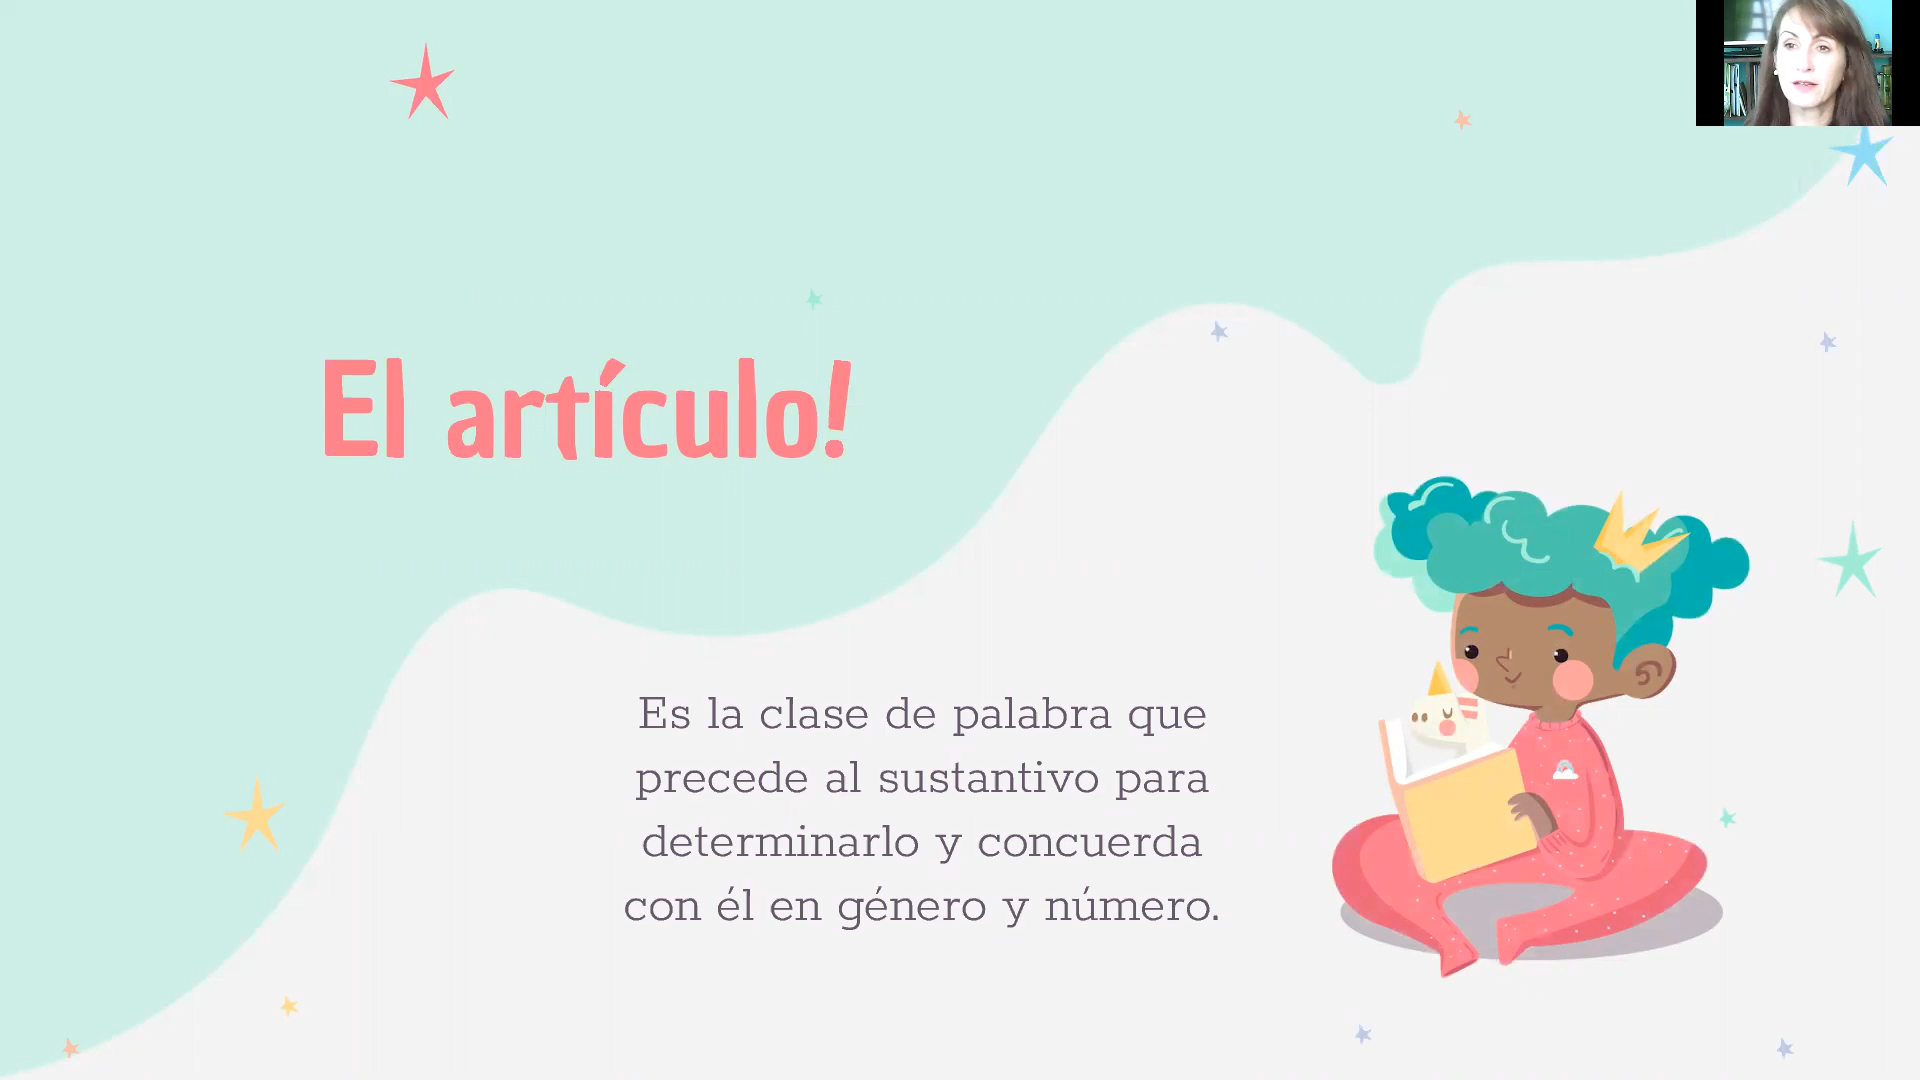 El artículo!
Es la clase de palabra que
precede al sustantivo para
determinarlo y concuerda
con él en género y número.